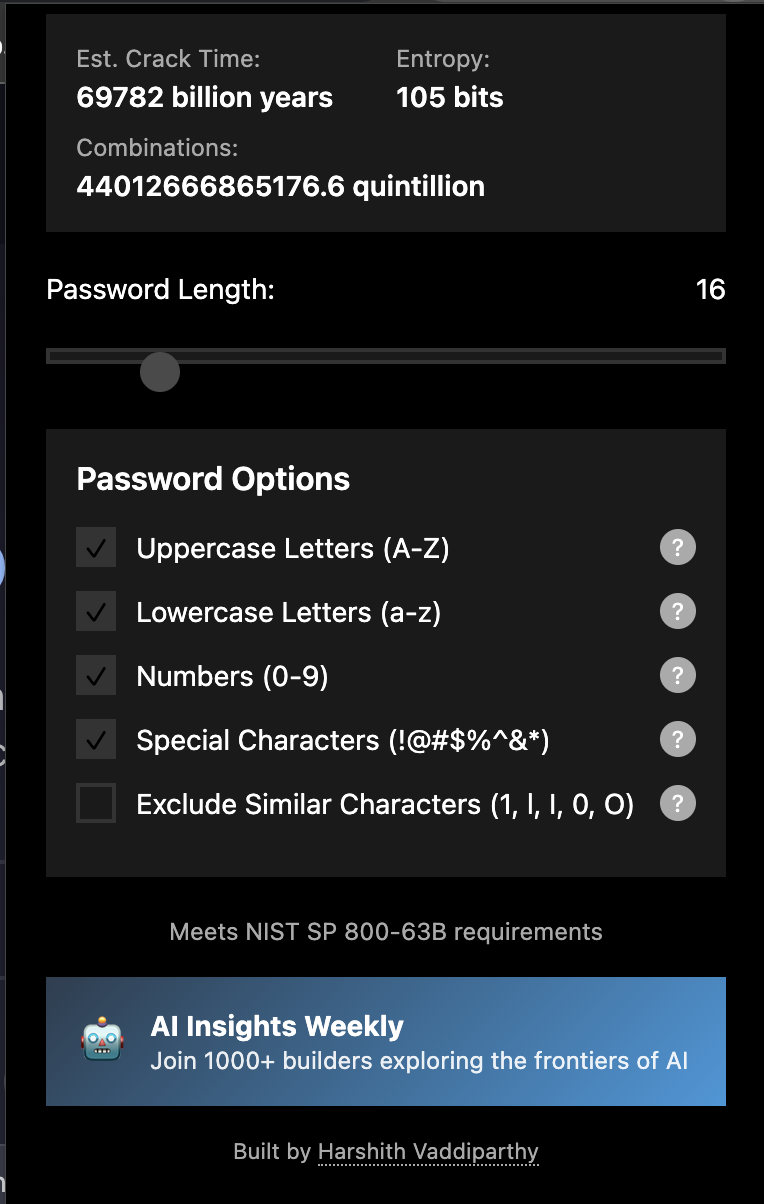 Est. Crack Time: Entropy:
69782 billion years 105 bits
Combinations:
44012666865176.6 quintillion
Password Length: 16
Password Options
Uppercase Letters (A-Z) ?
Lowercase Letters (a-z) ?
Numbers (0-9) ?
Special Characters (!@#$%^&*) ?
Exclude Similar Characters (1, l, I, 0, O) ?
Meets NIST SP 800-63B requirements
AI Insights Weekly
Join 1000+ builders exploring the frontiers of AI
Built by Harshith Vaddiparthy